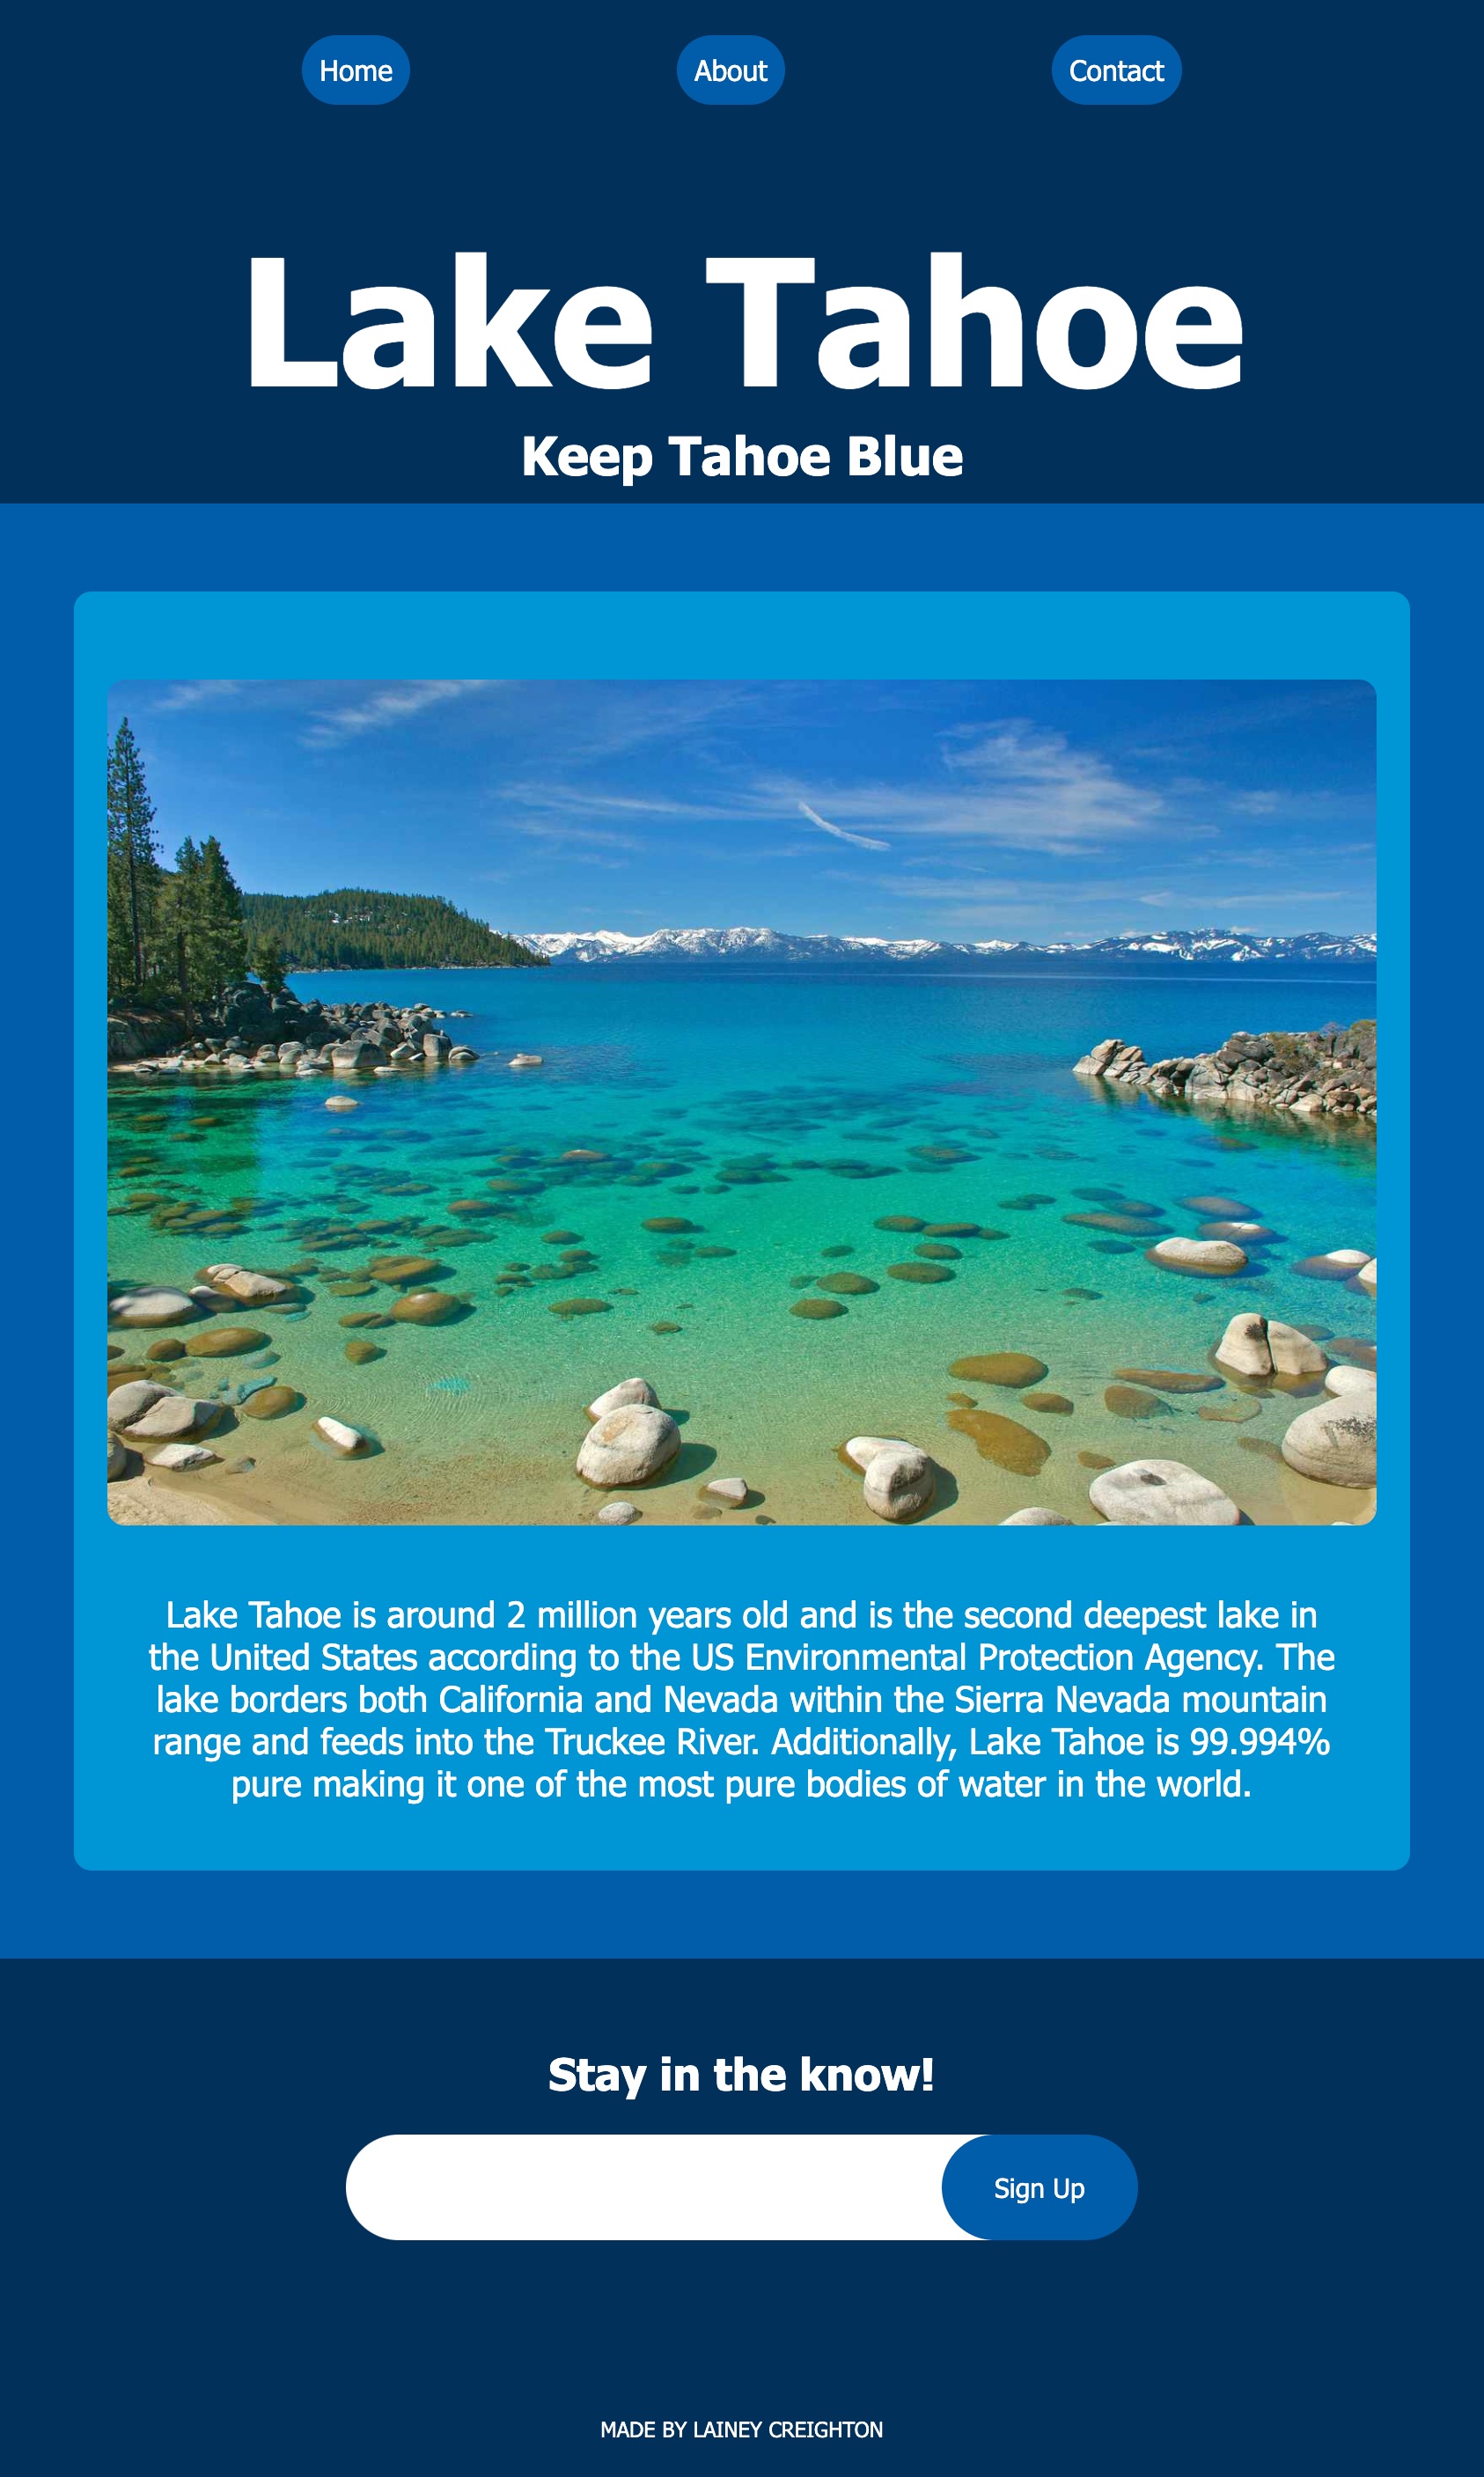 Home About Contact
Lake Tahoe
Keep Tahoe Blue
Lake Tahoe is around 2 million years old and is the second deepest lake in
the United States according to the US Environmental Protection Agency. The
lake borders both California and Nevada within the Sierra Nevada mountain
range and feeds into the Truckee River. Additionally, Lake Tahoe is 99.994%
pure making it one of the most pure bodies of water in the world.
Stay in the know!
Sign Up
MADE BY LAINEY CREIGHTON